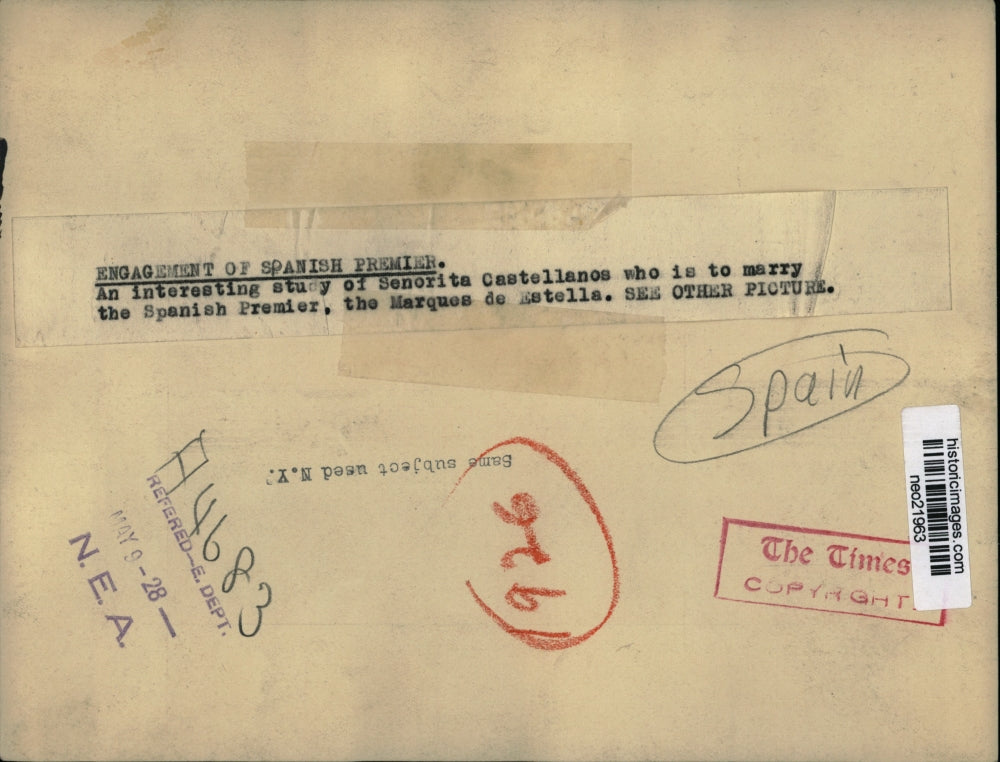 ENGAGEMENT OF SPANISH PREMIER.
An interesting study of Senorita Castellanos who is to marry
the Spanish Premier, the Marques de Estella. SEE OTHER PICTURE.
Spain
Same subject used N.Y.
926
The Times
COPYRIGHT.
historicimages.com
neo21963
4683
REFERED-E. DEPT.
MAY 9-28-
N.E.A.